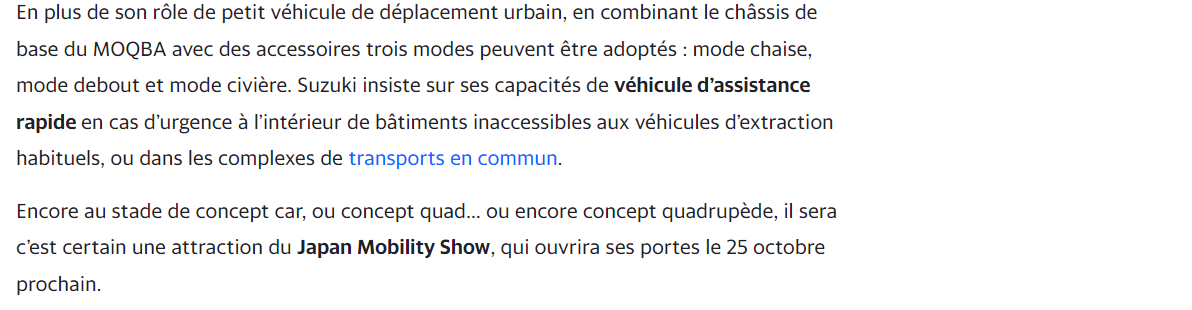 En plus de son rôle de petit véhicule de déplacement urbain, en combinant le châssis de
base du MOQBA avec des accessoires trois modes peuvent être adoptés : mode chaise,
mode debout et mode civière. Suzuki insiste sur ses capacités de véhicule d’assistance
rapide en cas d’urgence à l’intérieur de bâtiments inaccessibles aux véhicules d’extraction
habituels, ou dans les complexes de transports en commun.
Encore au stade de concept car, ou concept quad… ou encore concept quadrupède, il sera
c’est certain une attraction du Japan Mobility Show, qui ouvrira ses portes le 25 octobre
prochain.